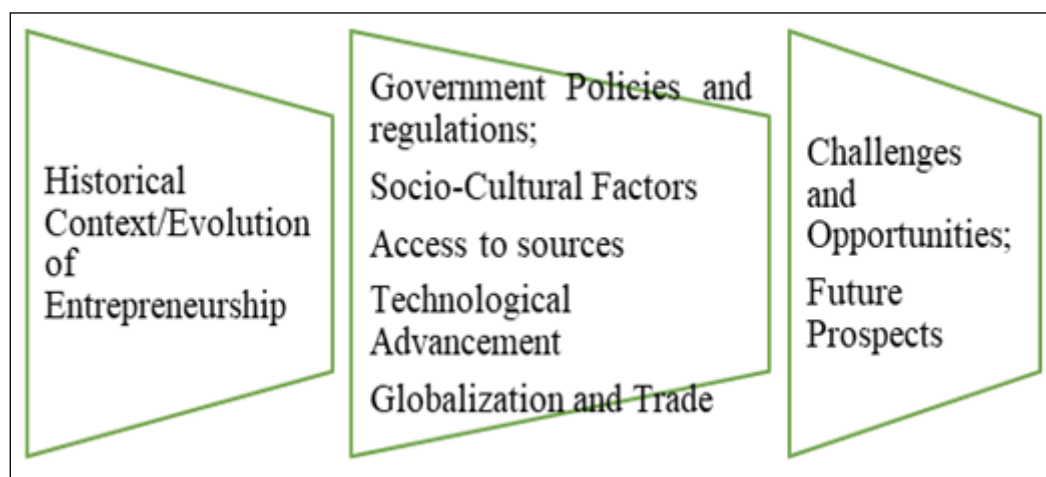 Historical
Context/Evolution
of
Entrepreneurship
Government Policies and
regulations;
Socio-Cultural Factors
Access to sources
Technological
Advancement
Globalization and Trade
Challenges
and
Opportunities;
Future
Prospects